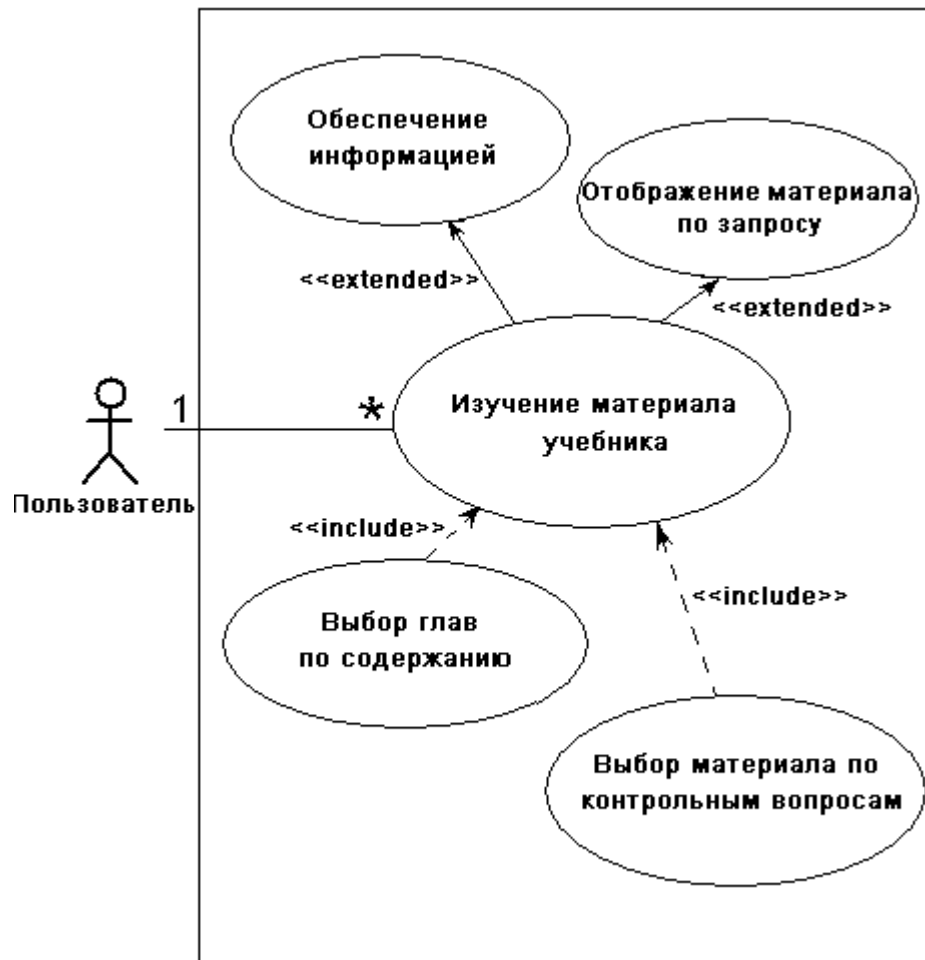 Обеспечение
информацией
Отображение материала
по запросу
<<extended>>
<<extended>>
Изучение материала
учебника
1
*
Пользователь
<<include>>
<<include>>
Выбор глав
по содержанию
Выбор материала по
контрольным вопросам